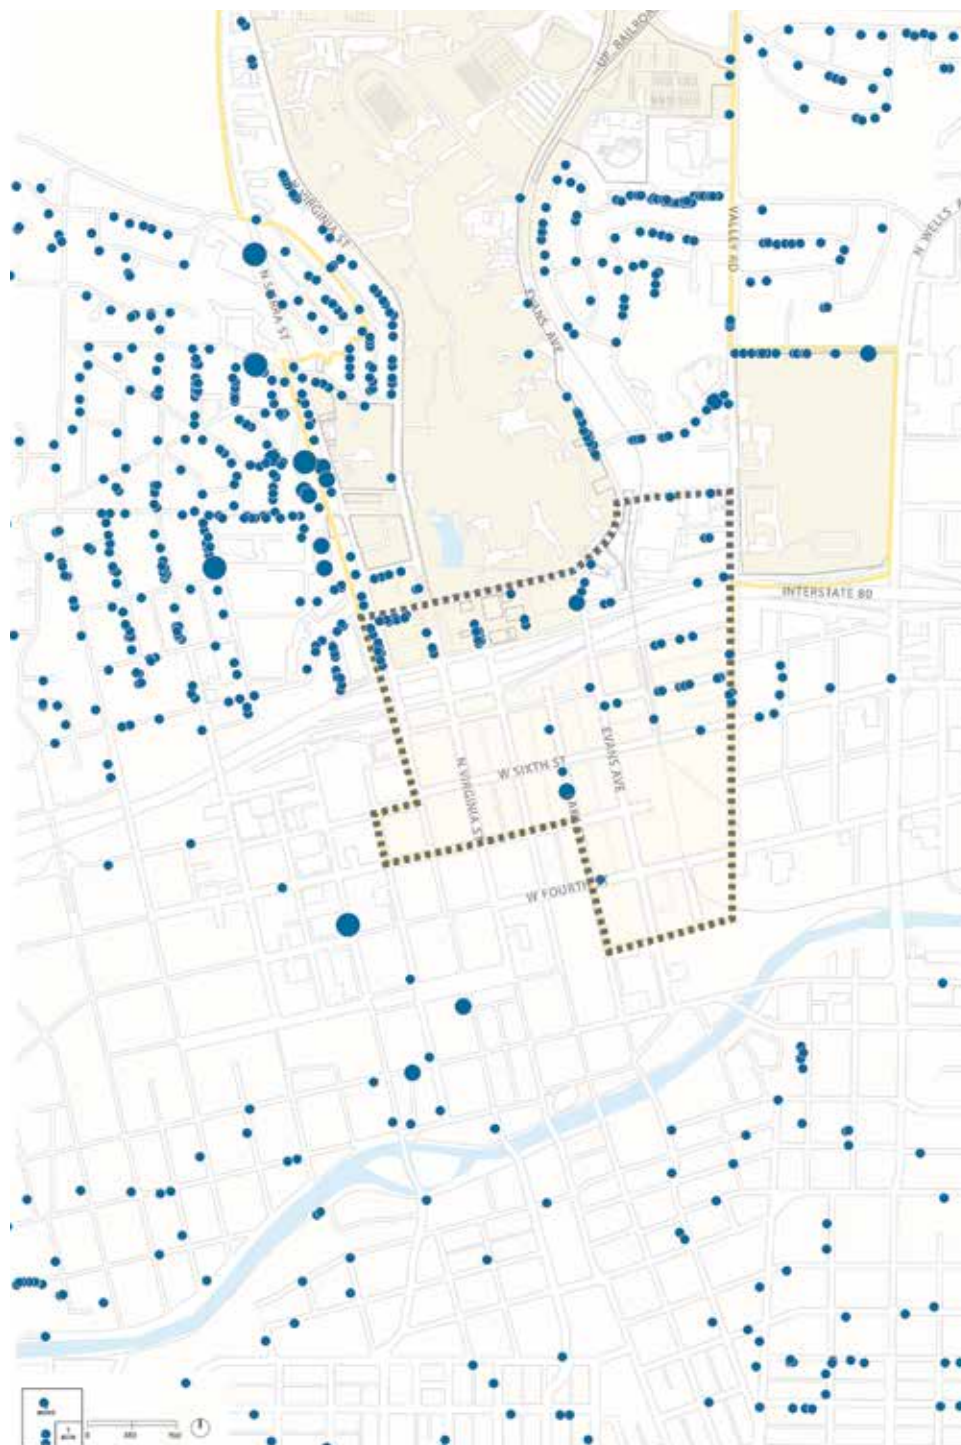 UP RAILROAD
N VIRGINIA ST
VALLEY RD
N WELLS A
N SIERRA ST
EVANS AVE
INTERSTATE 80
W SIXTH ST
N VIRGINIA ST
EVANS AVE
W FOURTH
0